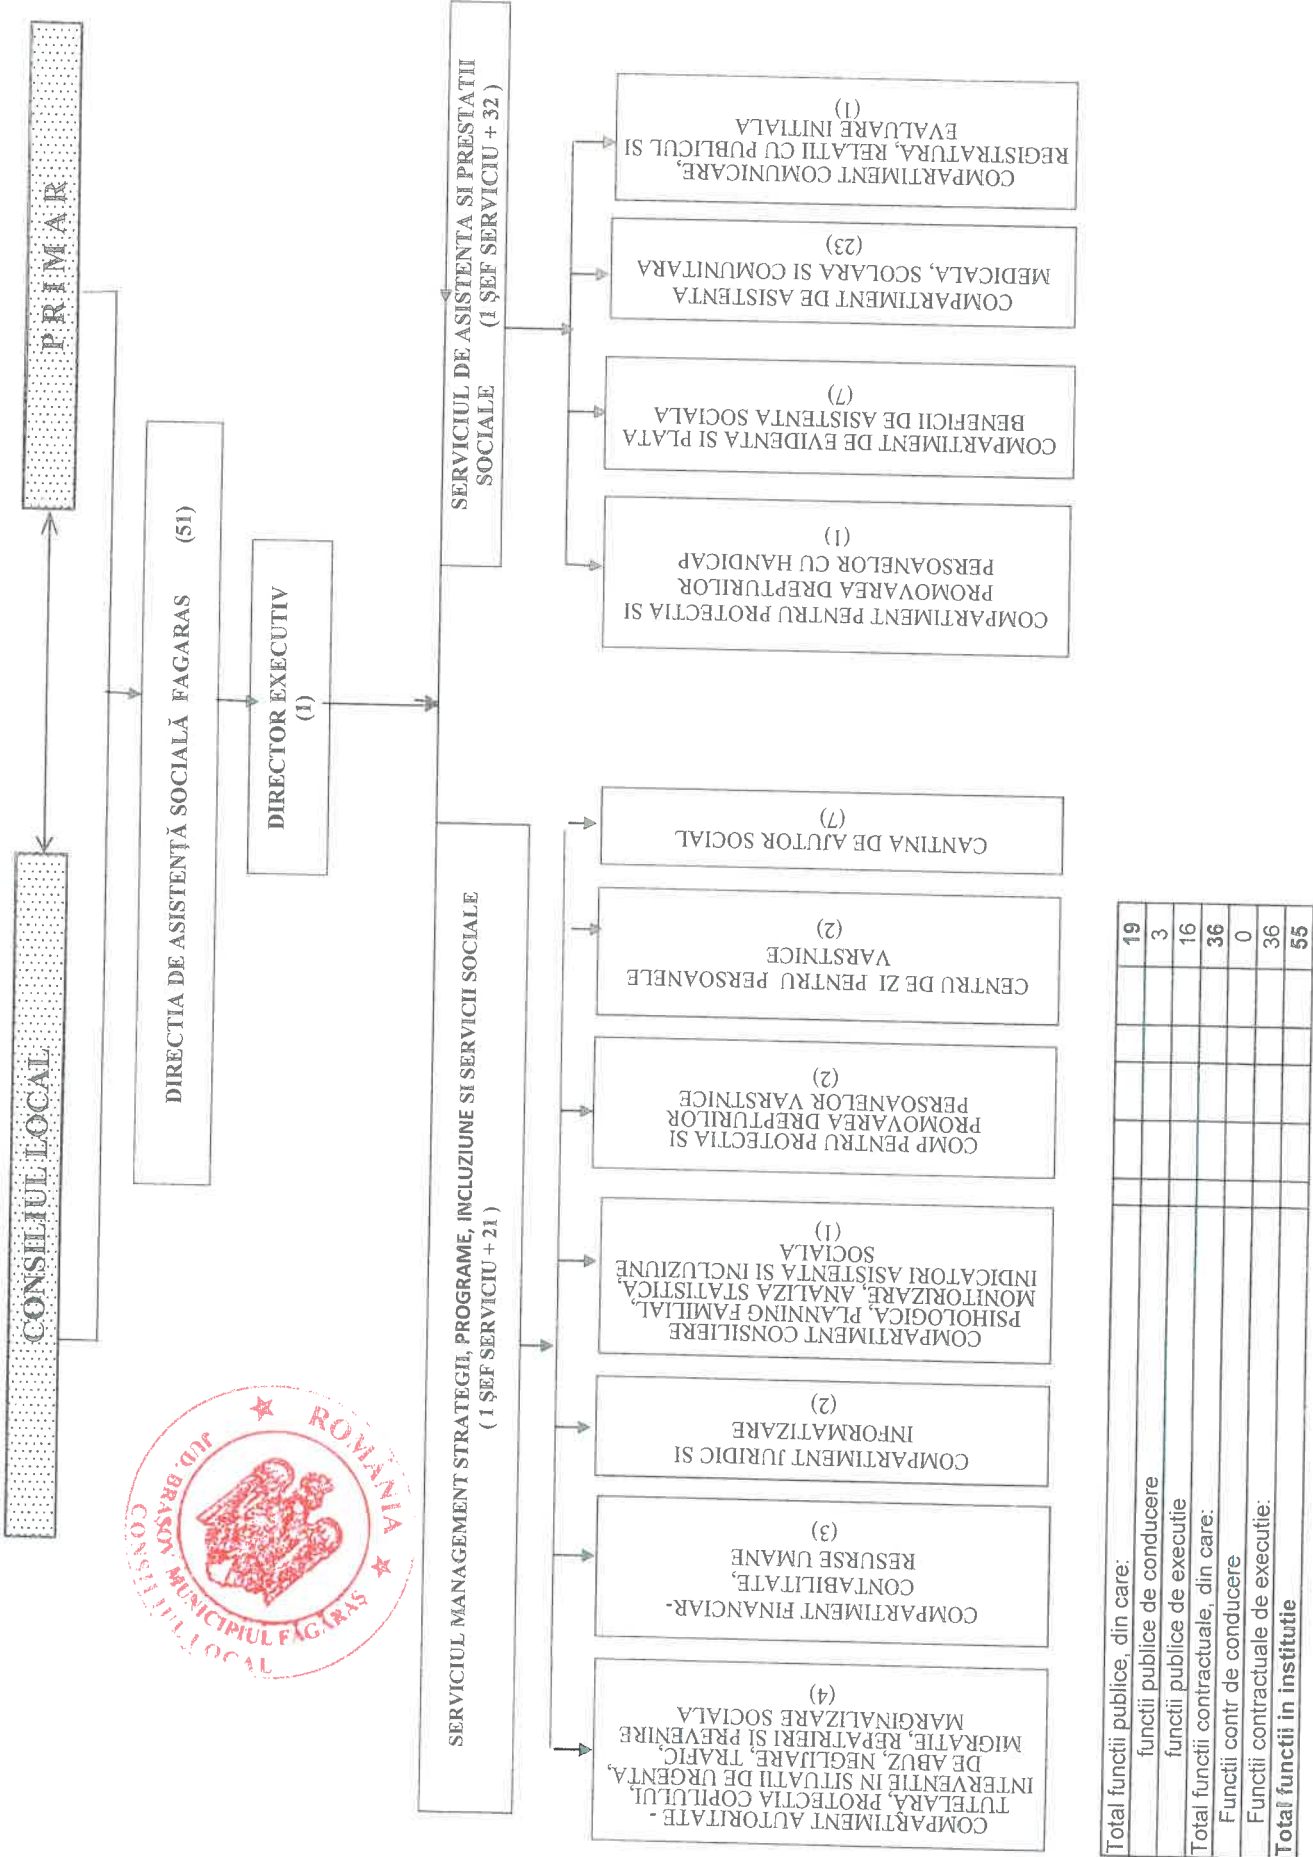 CONSILIUL LOCAL
PRIMAR
DIRECTIA DE ASISTENŢĂ SOCIALĂ FAGARAS (51)
DIRECTOR EXECUTIV
(1)
SERVICIUL MANAGEMENT STRATEGII, PROGRAME, INCLUZIUNE SI SERVICII SOCIALE
( 1 ŞEF SERVICIU + 21 )
SERVICIUL DE ASISTENTA SI PRESTATII
SOCIALE (1 ŞEF SERVICIU + 32 )
COMPARTIMENT AUTORITATE -
TUTELARA, PROTECTIA COPILULUI,
INTERVENTIE IN SITUATII DE URGENTA,
DE ABUZ, NEGLIJARE, TRAFIC,
MIGRATIE, REPATRIERI SI PREVENIRE
MARGINALIZARE SOCIALA
(4)
COMPARTIMENT FINANCIAR-
CONTABILITATE,
RESURSE UMANE
(3)
COMPARTIMENT JURIDIC SI
INFORMATIZARE
(2)
COMPARTIMENT CONSILIERE
PSIHOLOGICA, PLANNING FAMILIAL,
MONITORIZARE, ANALIZA STATISTICA,
INDICATORI ASISTENTA SI INCLUZIUNE
SOCIALA
(1)
COMP PENTRU PROTECTIA SI
PROMOVAREA DREPTURILOR
PERSOANELOR VARSTNICE
(2)
CENTRU DE ZI PENTRU PERSOANELE
VARSTNICE
(2)
CANTINA DE AJUTOR SOCIAL
(7)
COMPARTIMENT PENTRU PROTECTIA SI
PROMOVAREA DREPTURILOR
PERSOANELOR CU HANDICAP
(1)
COMPARTIMENT DE EVIDENTA SI PLATA
BENEFICII DE ASISTENTA SOCIALA
(7)
COMPARTIMENT DE ASISTENTA
MEDICALA, SCOLARA SI COMUNITARA
(23)
COMPARTIMENT COMUNICARE,
REGISTRATURA, RELATII CU PUBLICUL SI
EVALUARE INITIALA
(1)
ROMÂNIA
JUD. BRAŞOV MUNICIPIUL FĂGĂRAŞ
CONSILIUL LOCAL
Total functii publice, din care: 19
functii publice de conducere 3
functii publice de executie 16
Total functii contractuale, din care: 36
Functii contr de conducere 0
Functii contractuale de executie: 36
Total functii in institutie 55